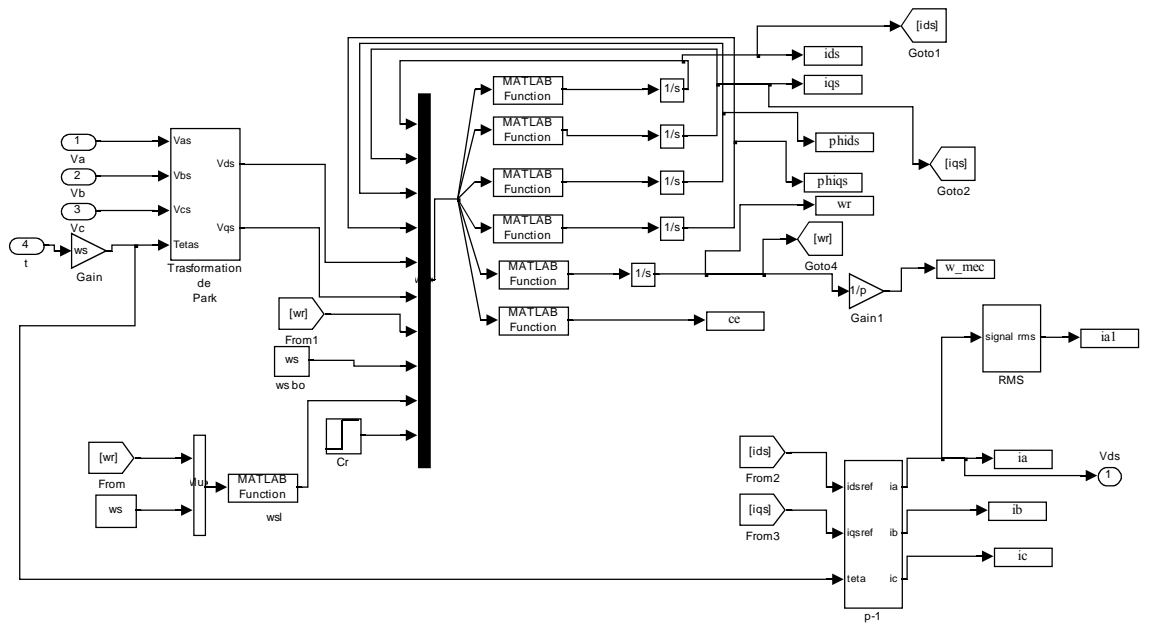 [ids]
Goto1
ids
iqs
MATLAB
Function
1/s
MATLAB
Function
1/s
phids
[iqs]
Goto2
MATLAB
Function
1/s
phiqs
wr
MATLAB
Function
1/s
[wr]
Goto4
MATLAB
Function
1/s
w_mec
1/p
Gain1
MATLAB
Function
ce
1
Va
2
Vb
3
Vc
4
t
ws
Gain
Vas
Vbs
Vcs
Tetas
Vds
Vqs
Trasformation
de
Park
[wr]
From1
ws
wsbo
Cr
[wr]
From
ws
MATLAB
Function
wsl
signal rms
RMS
ia1
[ids]
From2
[iqs]
From3
idsref
iqsref
teta
ia
ib
ic
p-1
ia
Vds
1
ib
ic